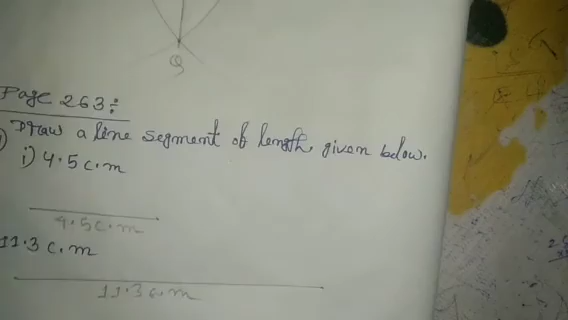 Q
Page 263÷
Draw a line segment of length, given below.
i) 4.5 c.m
4.5c.m
11.3 c.m
11.3c.m